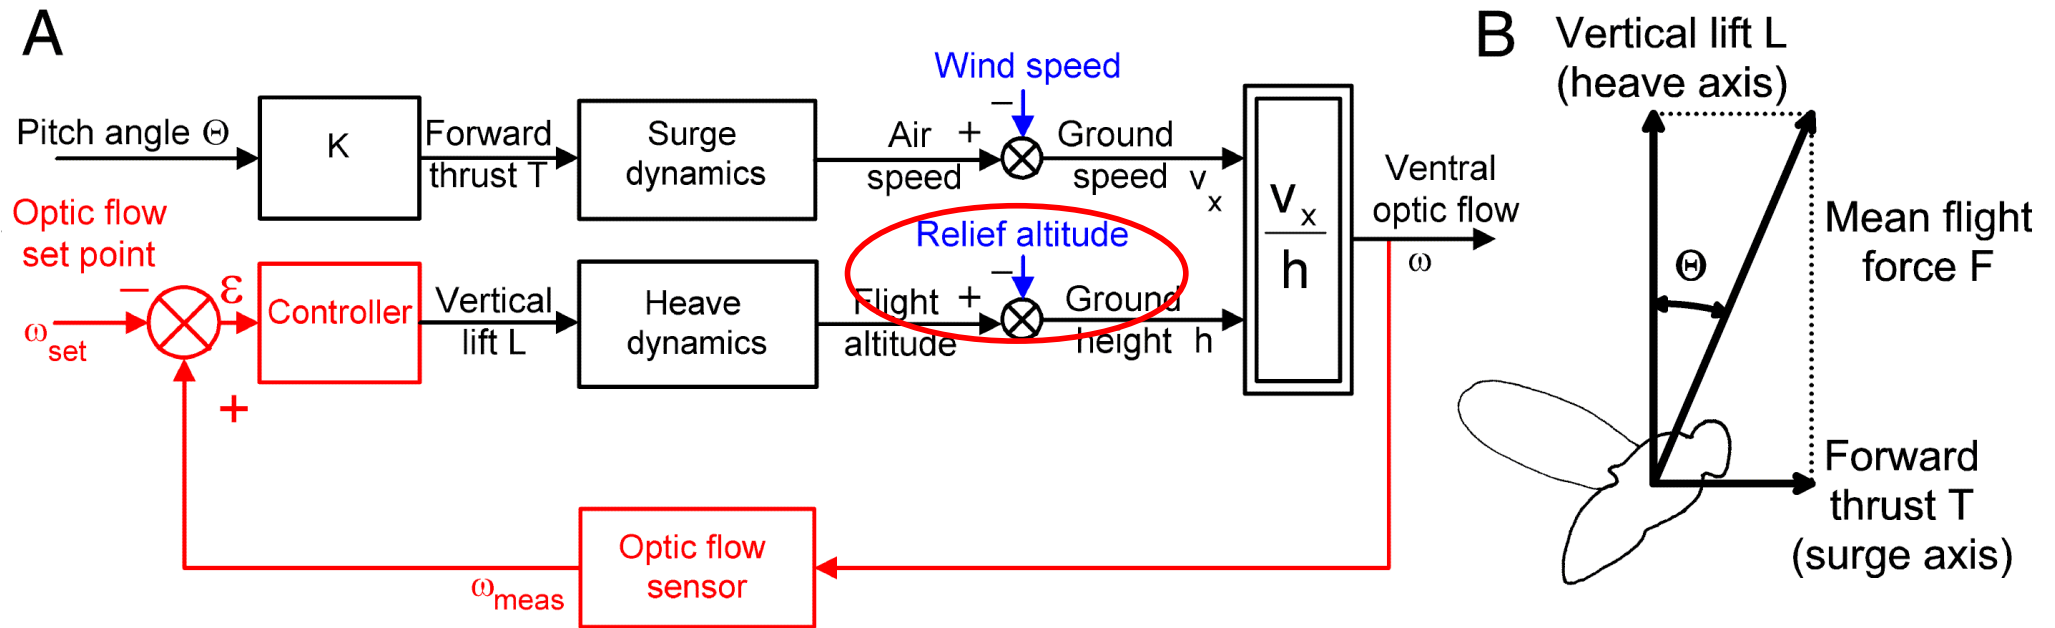 A
Pitch angle Θ
K
Forward
thrust T
Surge
dynamics
Air
speed
+
−
Wind speed
Ground
speed v x
Optic flow
set point
−
ω set
+
ε
Controller
Vertical
lift L
Heave
dynamics
Flight
altitude
+
−
Relief altitude
Ground
height h
v x
h
Ventral
optic flow
ω
Optic flow
sensor
ω meas
B
Vertical lift L
(heave axis)
Θ
Mean flight
force F
Forward
thrust T
(surge axis)